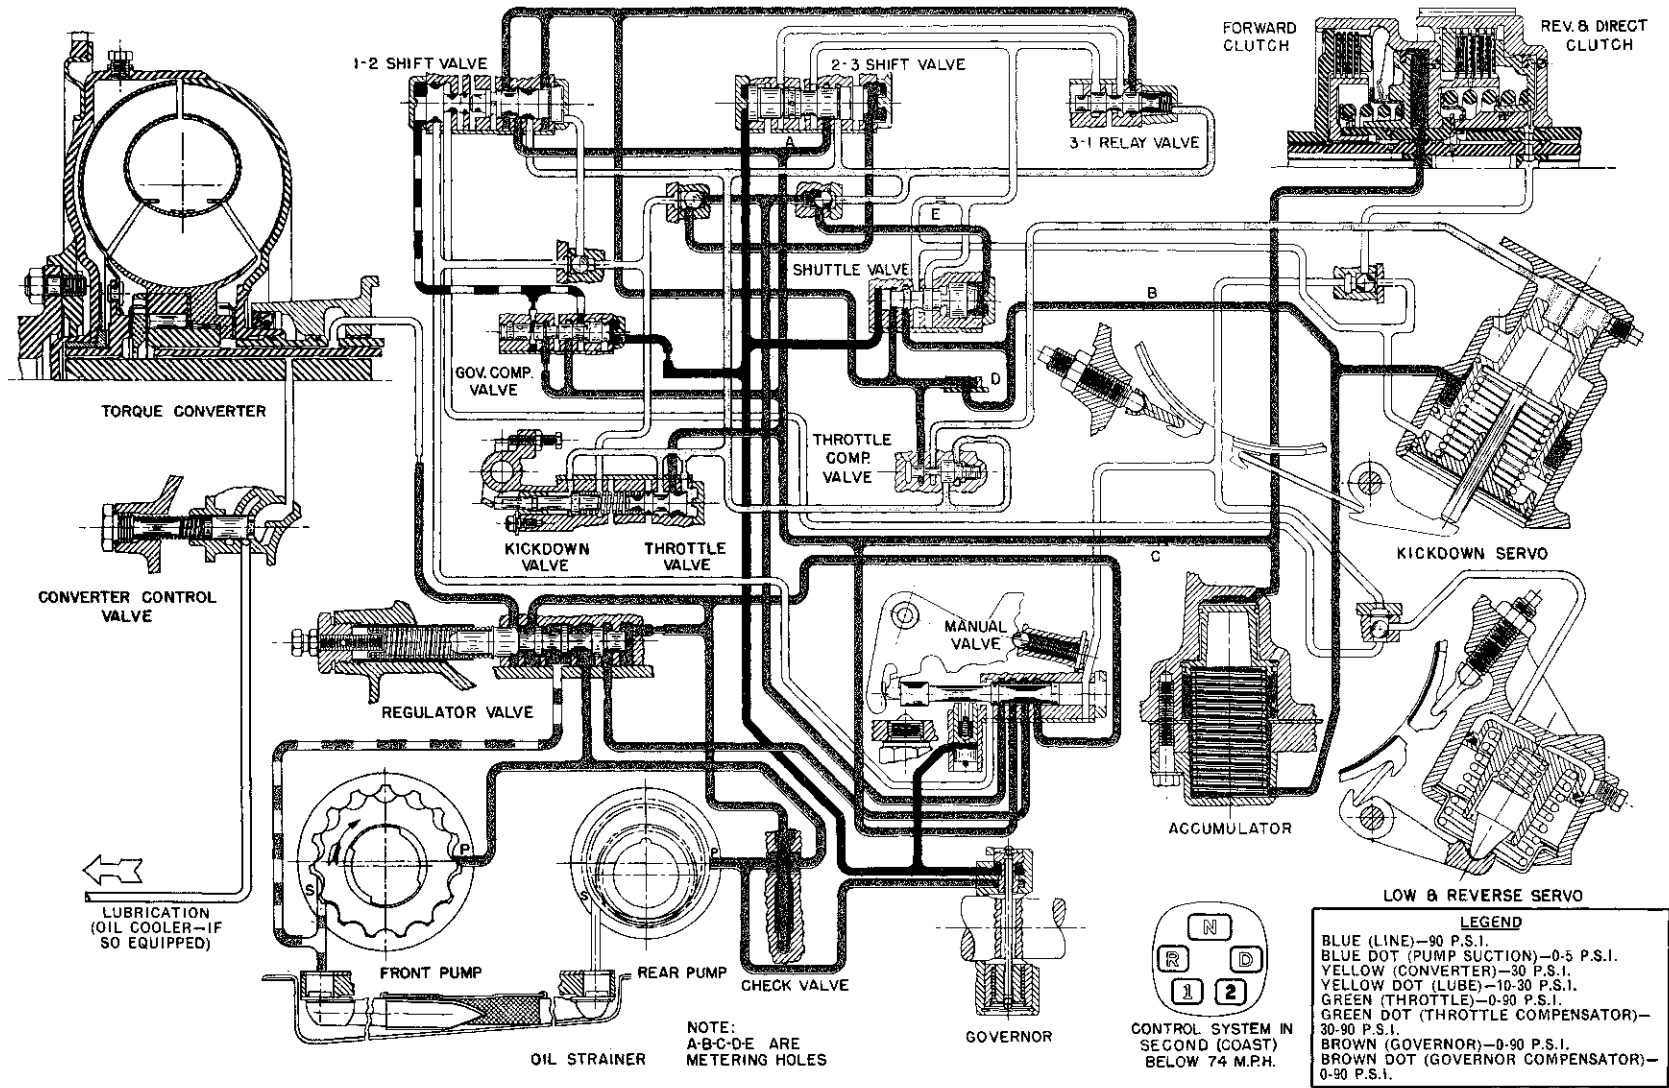 FORWARD
CLUTCH
REV. & DIRECT
CLUTCH
1-2 SHIFT VALVE
2-3 SHIFT VALVE
A
3-1 RELAY VALVE
E
SHUTTLE VALVE
B
GOV. COMP.
VALVE
D
TORQUE CONVERTER
THROTTLE
COMP.
VALVE
KICKDOWN
VALVE
THROTTLE
VALVE
C
KICKDOWN SERVO
CONVERTER CONTROL
VALVE
MANUAL
VALVE
REGULATOR VALVE
ACCUMULATOR
P
P
S
S
LOW & REVERSE SERVO
LUBRICATION
(OIL COOLER-IF
SO EQUIPPED)
FRONT PUMP
REAR PUMP
CHECK VALVE
GOVERNOR
OIL STRAINER
NOTE:
A-B-C-D-E ARE
METERING HOLES
N
R
D
1
2
CONTROL SYSTEM IN
SECOND (COAST)
BELOW 74 M.P.H.
LEGEND
BLUE (LINE)-90 P.S.I.
BLUE DOT (PUMP SUCTION)-0-5 P.S.I.
YELLOW (CONVERTER)-30 P.S.I.
YELLOW DOT (LUBE)-10-30 P.S.I.
GREEN (THROTTLE)-0-90 P.S.I.
GREEN DOT (THROTTLE COMPENSATOR)-
30-90 P.S.I.
BROWN (GOVERNOR)-0-90 P.S.I.
BROWN DOT (GOVERNOR COMPENSATOR)-
0-90 P.S.I.